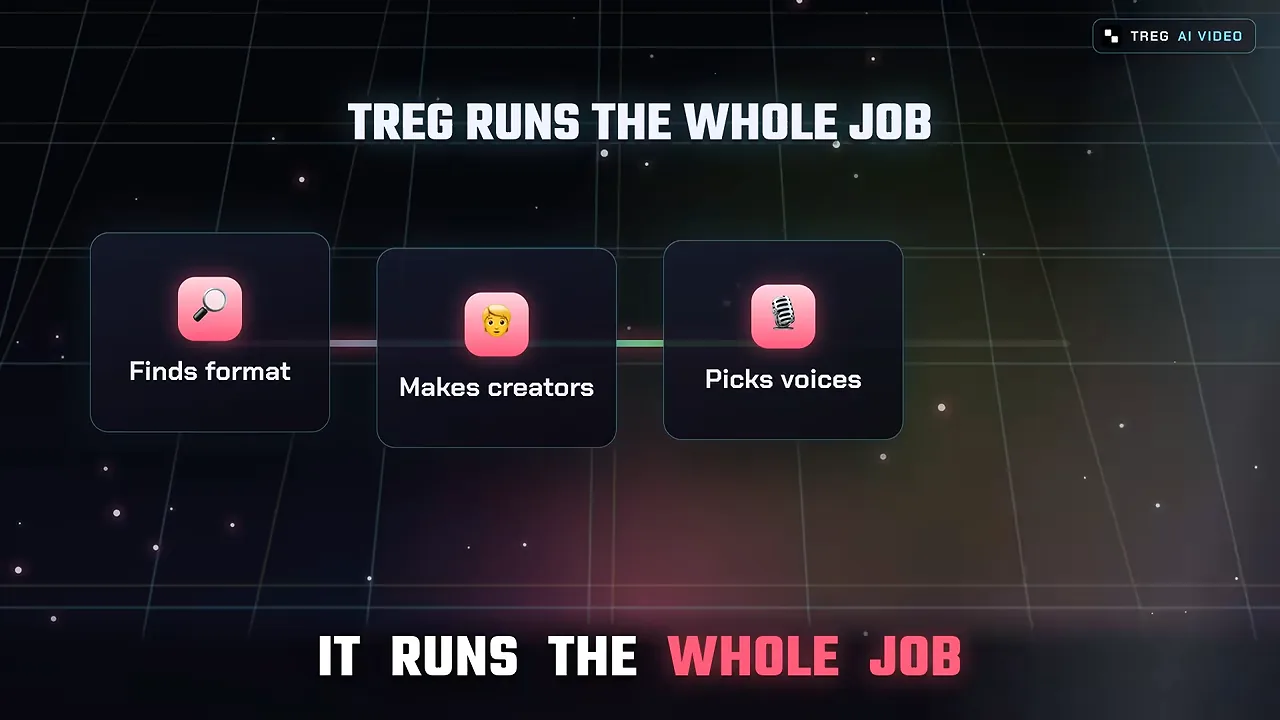 TREG AI VIDEO
TREG RUNS THE WHOLE JOB
Finds format
Makes creators
Picks voices
IT RUNS THE WHOLE JOB